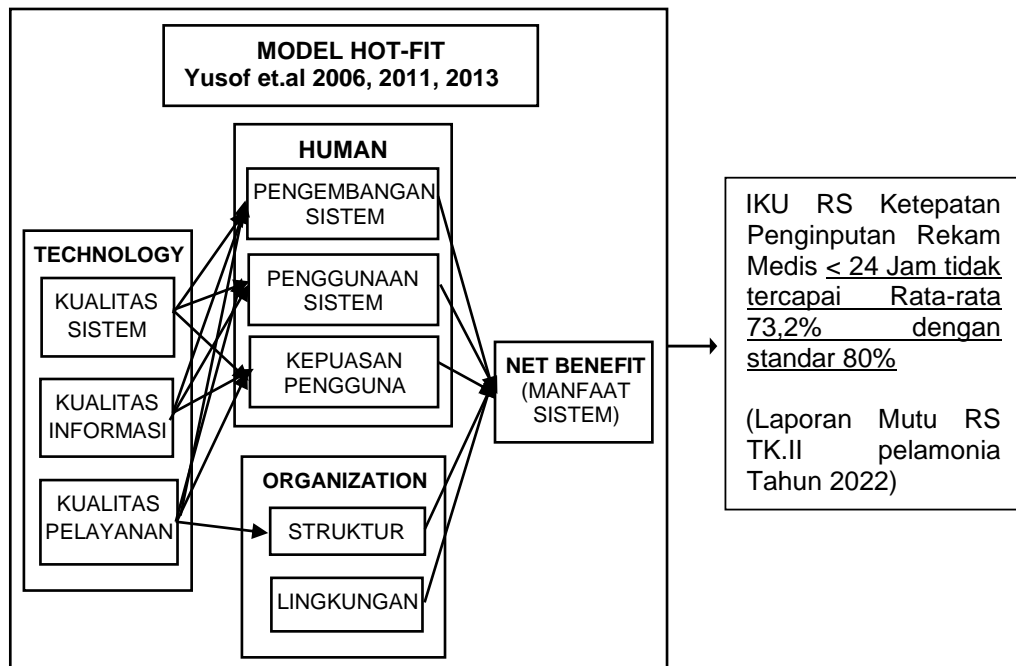 MODEL HOT-FIT
Yusof et.al 2006, 2011, 2013
TECHNOLOGY
KUALITAS
SISTEM
KUALITAS
INFORMASI
KUALITAS
PELAYANAN
HUMAN
PENGEMBANGAN
SISTEM
PENGGUNAAN
SISTEM
KEPUASAN
PENGGUNA
ORGANIZATION
STRUKTUR
LINGKUNGAN
NET BENEFIT
(MANFAAT
SISTEM)
IKU RS Ketepatan
Penginputan Rekam
Medis < 24 Jam tidak
tercapai Rata-rata
73,2% dengan
standar 80%
(Laporan Mutu RS
TK.II pelamonia
Tahun 2022)